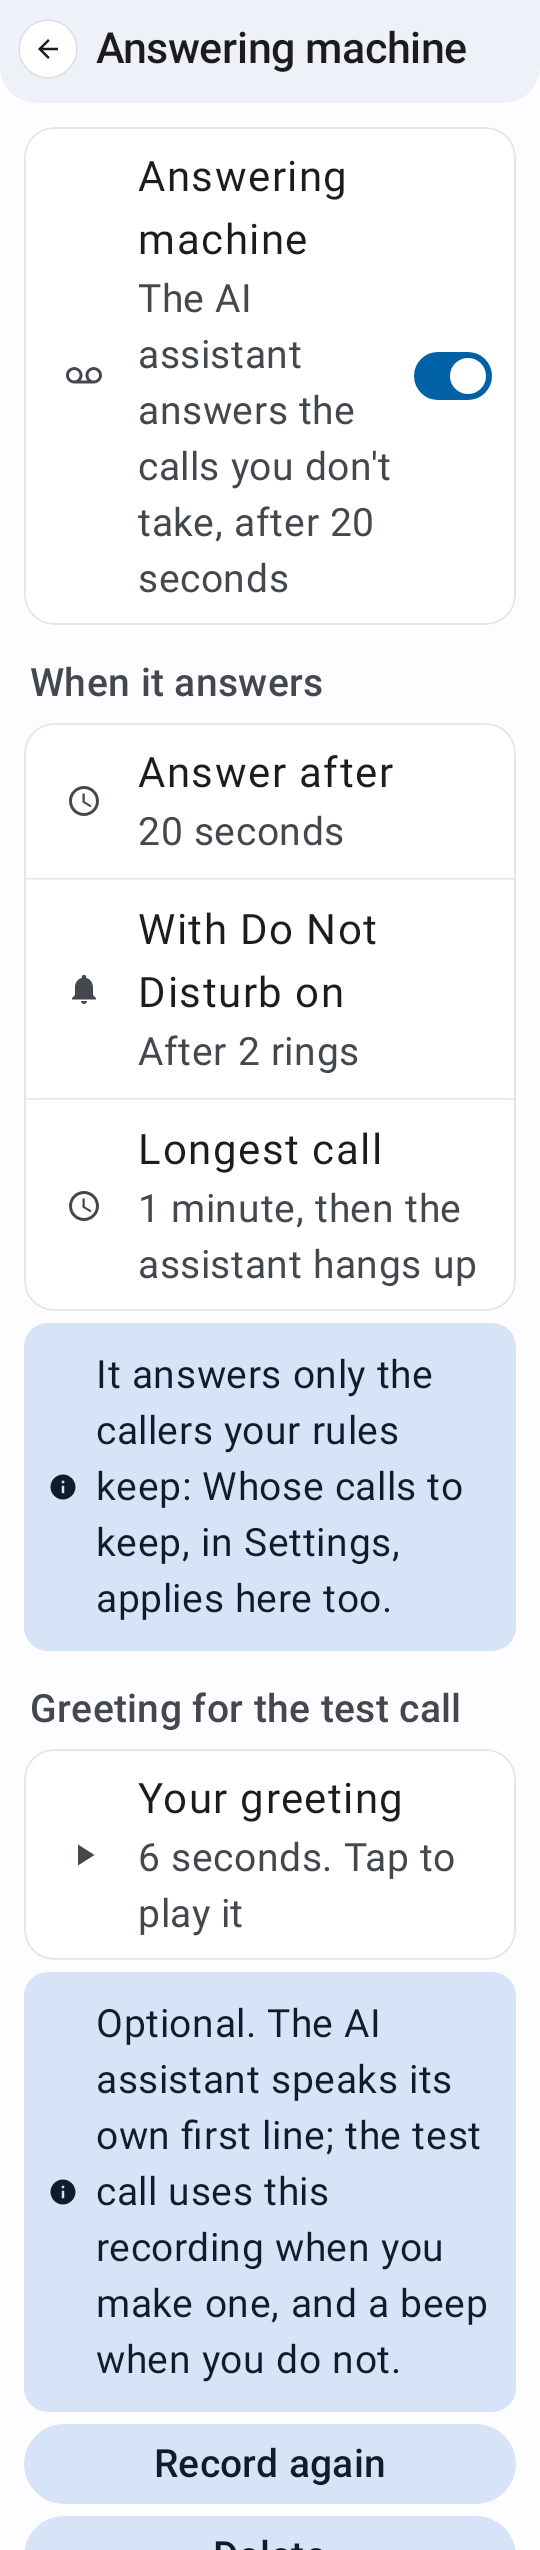 Answering machine
Answering
machine
The AI
assistant
answers the
calls you don't
take, after 20
seconds
When it answers
Answer after
20 seconds
With Do Not
Disturb on
After 2 rings
Longest call
1 minute, then the
assistant hangs up
It answers only the
callers your rules
keep: Whose calls to
keep, in Settings,
applies here too.
Greeting for the test call
Your greeting
6 seconds. Tap to
play it
Optional. The AI
assistant speaks its
own first line; the test
call uses this
recording when you
make one, and a beep
when you do not.
Record again
Delete